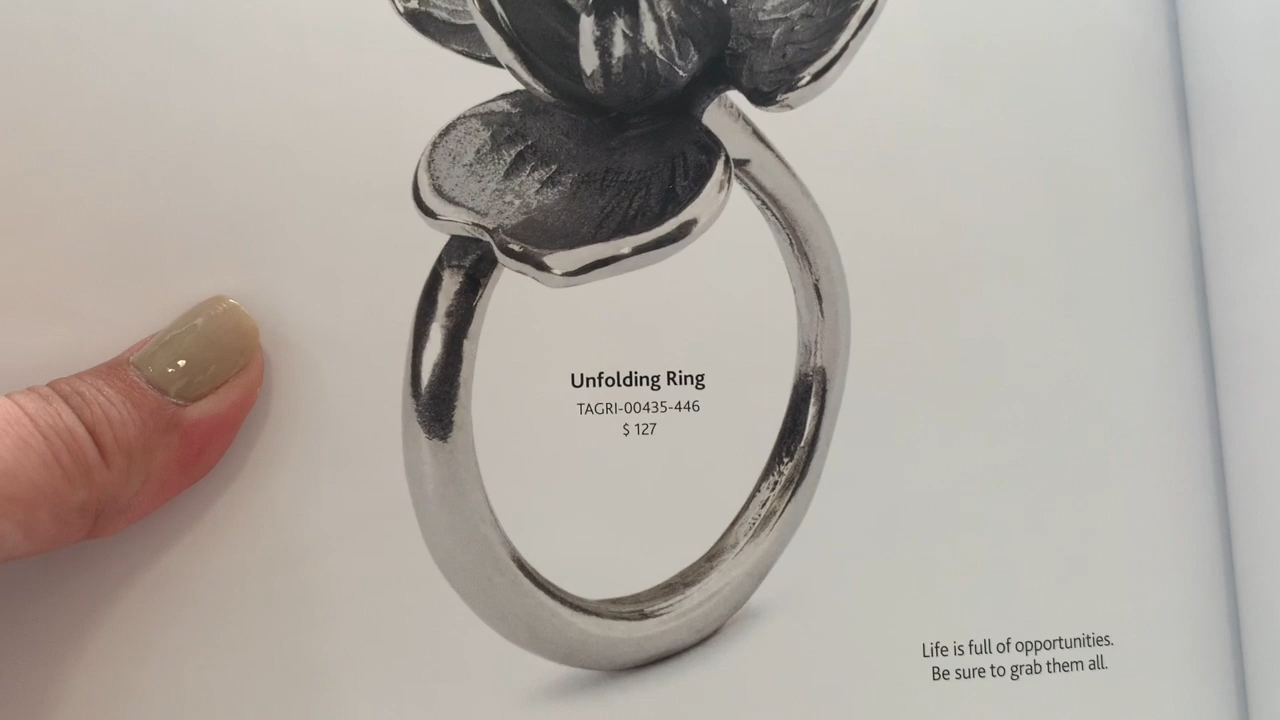 Unfolding Ring
TAGRI-00435-446
$ 127
Life is full of opportunities.
Be sure to grab them all.